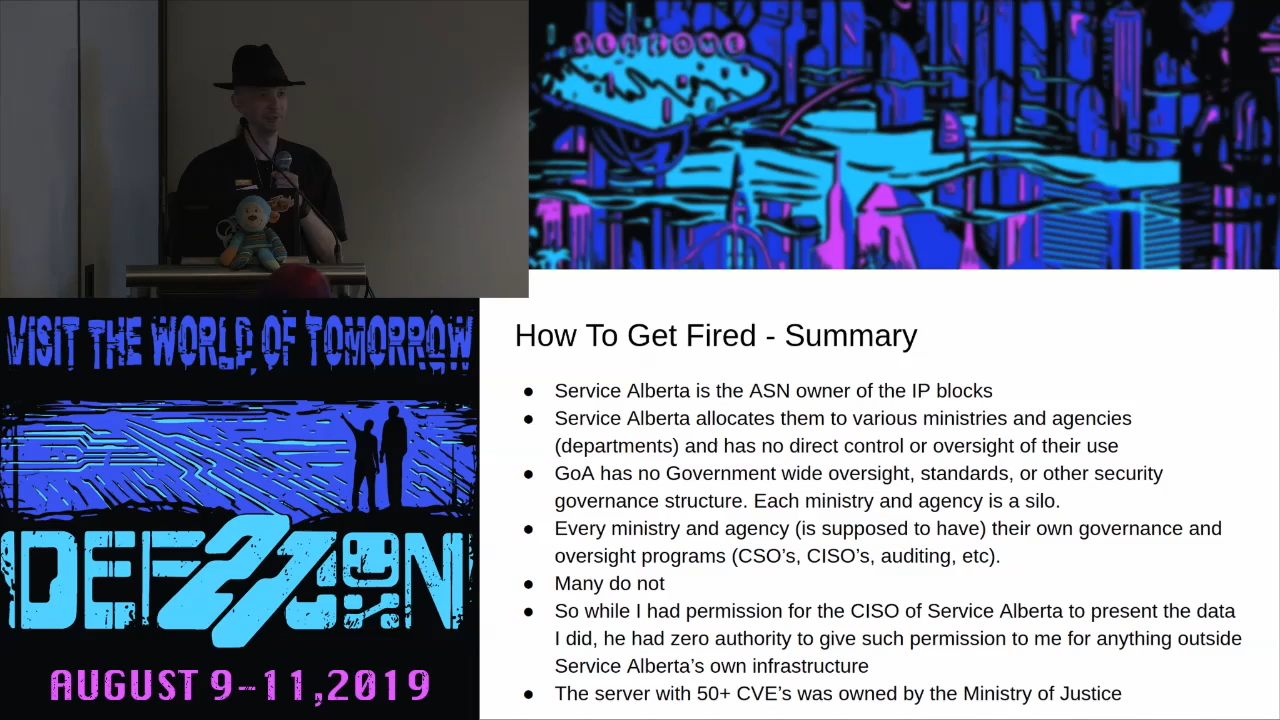 WELCOME
VISIT THE WORLD OF TOMORROW
DEF CON
27
AUGUST 9-11,2019
How To Get Fired - Summary
● Service Alberta is the ASN owner of the IP blocks
● Service Alberta allocates them to various ministries and agencies
(departments) and has no direct control or oversight of their use
● GoA has no Government wide oversight, standards, or other security
governance structure. Each ministry and agency is a silo.
● Every ministry and agency (is supposed to have) their own governance and
oversight programs (CSO’s, CISO’s, auditing, etc).
● Many do not
● So while I had permission for the CISO of Service Alberta to present the data
I did, he had zero authority to give such permission to me for anything outside
Service Alberta’s own infrastructure
● The server with 50+ CVE’s was owned by the Ministry of Justice